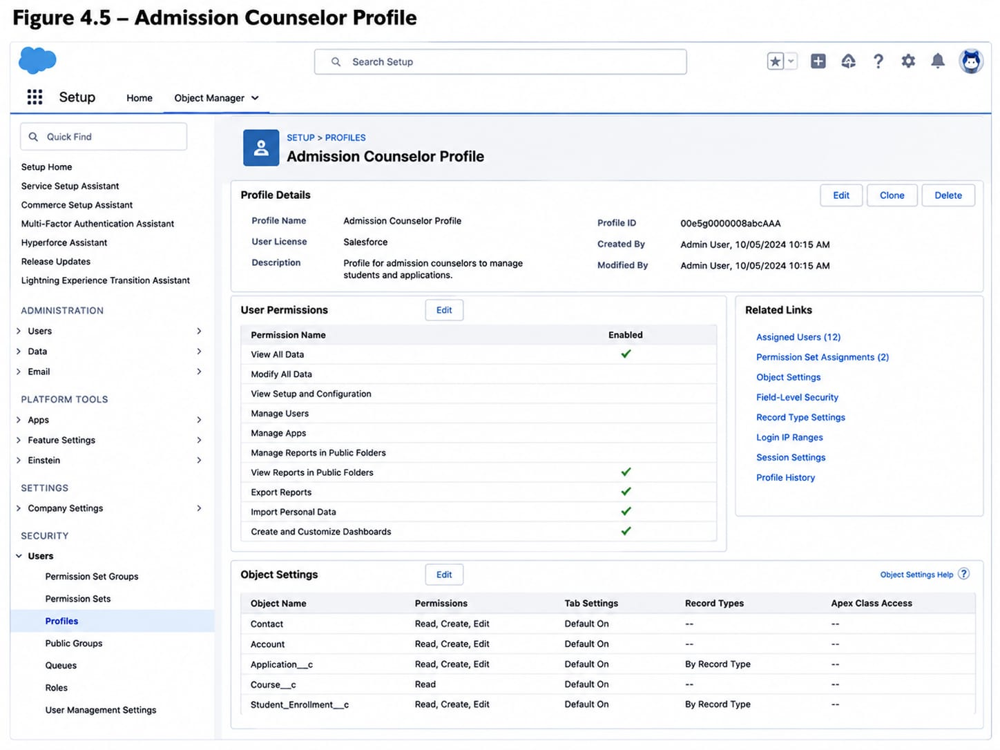 Figure 4.5 – Admission Counselor Profile
Search Setup
Setup Home Object Manager
Quick Find
Setup Home
Service Setup Assistant
Commerce Setup Assistant
Multi-Factor Authentication Assistant
Hyperforce Assistant
Release Updates
Lightning Experience Transition Assistant
ADMINISTRATION
Users
Data
Email
PLATFORM TOOLS
Apps
Feature Settings
Einstein
SETTINGS
Company Settings
SECURITY
Users
Permission Set Groups
Permission Sets
Profiles
Public Groups
Queues
Roles
User Management Settings
SETUP > PROFILES
Admission Counselor Profile
Profile Details Edit Clone Delete
Profile Name Admission Counselor Profile
User License Salesforce
Description Profile for admission counselors to manage
students and applications.
Profile ID 00e5g0000008abcAAA
Created By Admin User, 10/05/2024 10:15 AM
Modified By Admin User, 10/05/2024 10:15 AM
User Permissions Edit
Permission Name Enabled
View All Data ✓
Modify All Data
View Setup and Configuration
Manage Users
Manage Apps
Manage Reports in Public Folders
View Reports in Public Folders ✓
Export Reports ✓
Import Personal Data ✓
Create and Customize Dashboards ✓
Related Links
Assigned Users (12)
Permission Set Assignments (2)
Object Settings
Field-Level Security
Record Type Settings
Login IP Ranges
Session Settings
Profile History
Object Settings Edit Object Settings Help ?
Object Name Permissions Tab Settings Record Types Apex Class Access
Contact Read, Create, Edit Default On -- --
Account Read, Create, Edit Default On -- --
Application__c Read, Create, Edit Default On By Record Type --
Course__c Read Default On -- --
Student_Enrollment__c Read, Create, Edit Default On By Record Type --